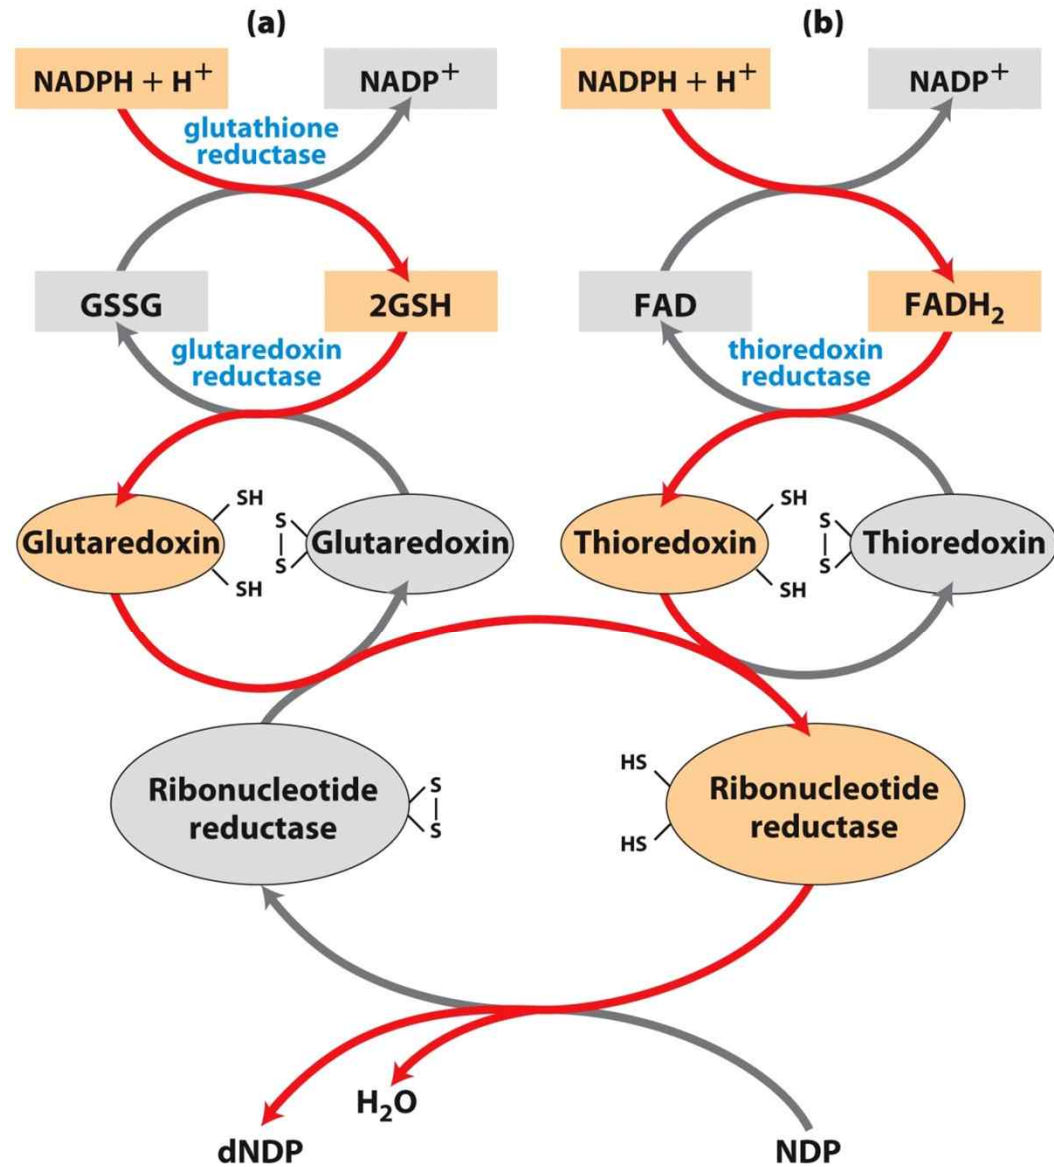 (a)
(b)
NADPH + H⁺
NADP⁺
NADPH + H⁺
NADP⁺
glutathione
reductase
GSSG
2GSH
FAD
FADH₂
glutaredoxin
reductase
thioredoxin
reductase
SH
S
SH
S
Glutaredoxin
Glutaredoxin
Thioredoxin
Thioredoxin
S
SH
S
SH
HS
Ribonucleotide
reductase
S
S
Ribonucleotide
reductase
HS
H₂O
dNDP
NDP